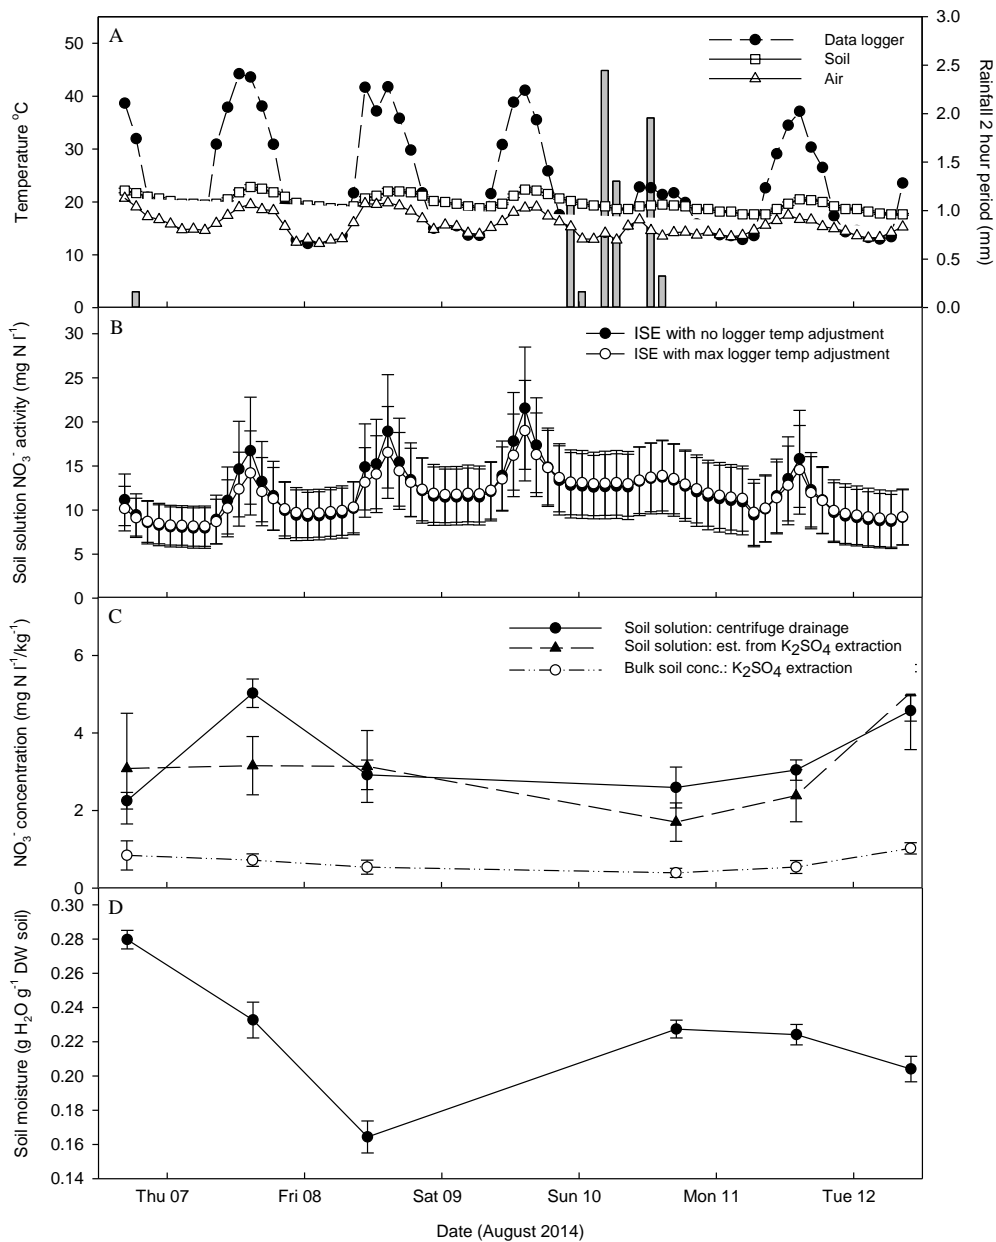 A
Data logger
Soil
Air
Temperature °C
50
40
30
20
10
0
3.0
2.5
2.0
1.5
1.0
0.5
0.0
Rainfall 2 hour period (mm)
B
ISE with no logger temp adjustment
ISE with max logger temp adjustment
Soil solution NO3- activity (mg N l-1)
30
25
20
15
10
5
0
C
Soil solution: centrifuge drainage
Soil solution: est. from K2SO4 extraction
Bulk soil conc.: K2SO4 extraction
:
NO3- concentration (mg N l-1/kg-1)
6
4
2
0
D
Soil moisture (g H2O g-1 DW soil)
0.30
0.28
0.26
0.24
0.22
0.20
0.18
0.16
0.14
Thu 07 Fri 08 Sat 09 Sun 10 Mon 11 Tue 12
Date (August 2014)